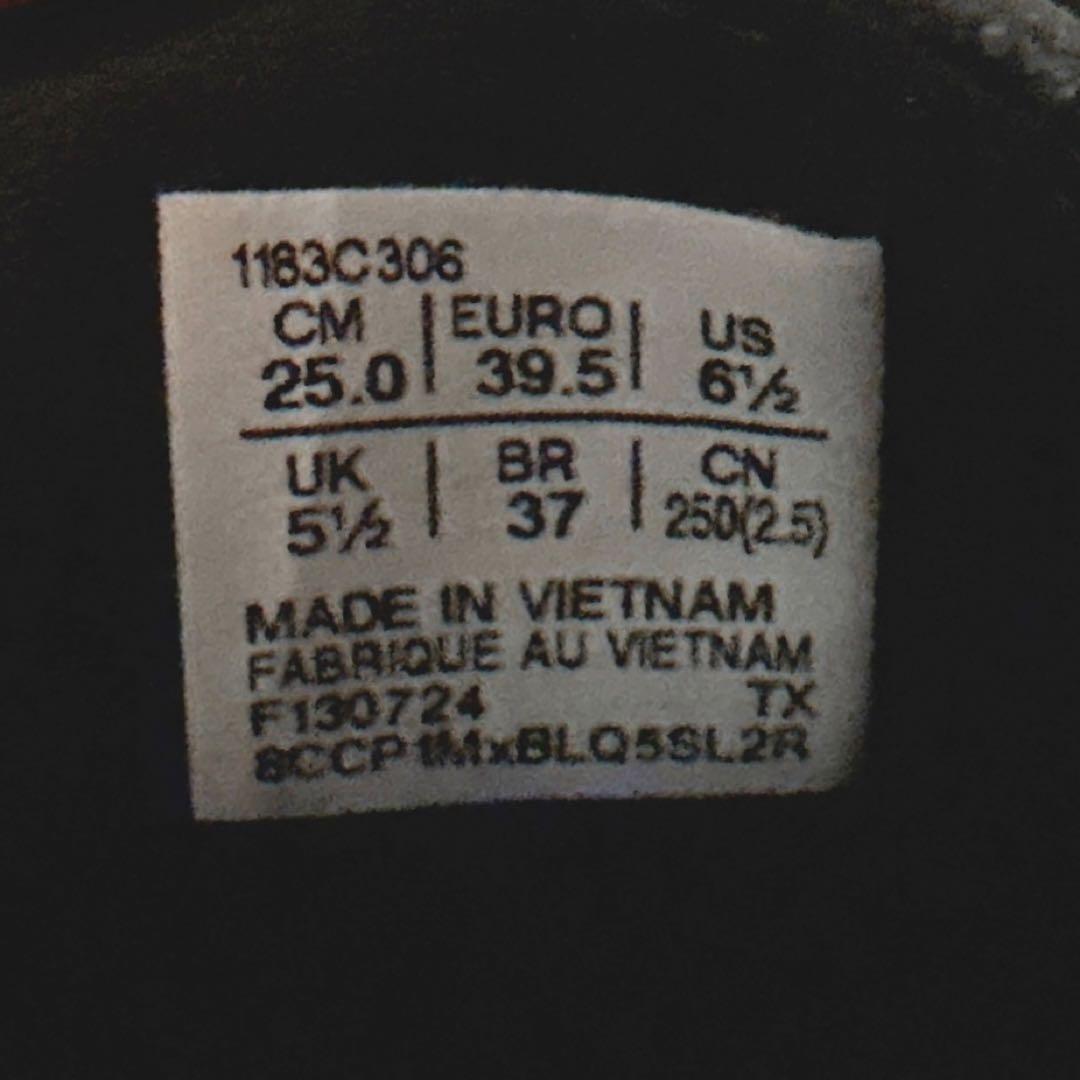 1183C306
CM | EURO | US
25.0 | 39.5 | 6½
UK | BR | CN
5½ | 37 | 250(2.5)
MADE IN VIETNAM
FABRIQUE AU VIETNAM
F130724 TX
8CCP1MxBLQ5SL2R